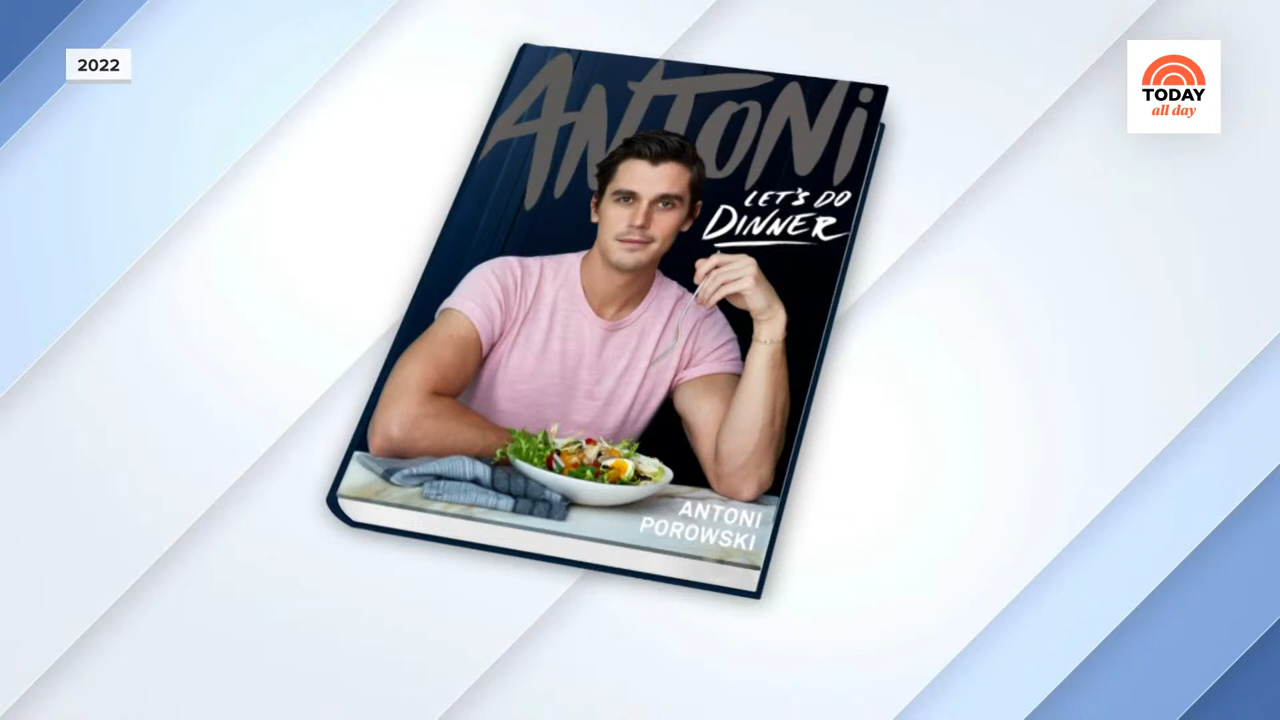 2022
TODAY
all day
ANTONI
LET'S DO
DINNER
ANTONI
POROWSKI